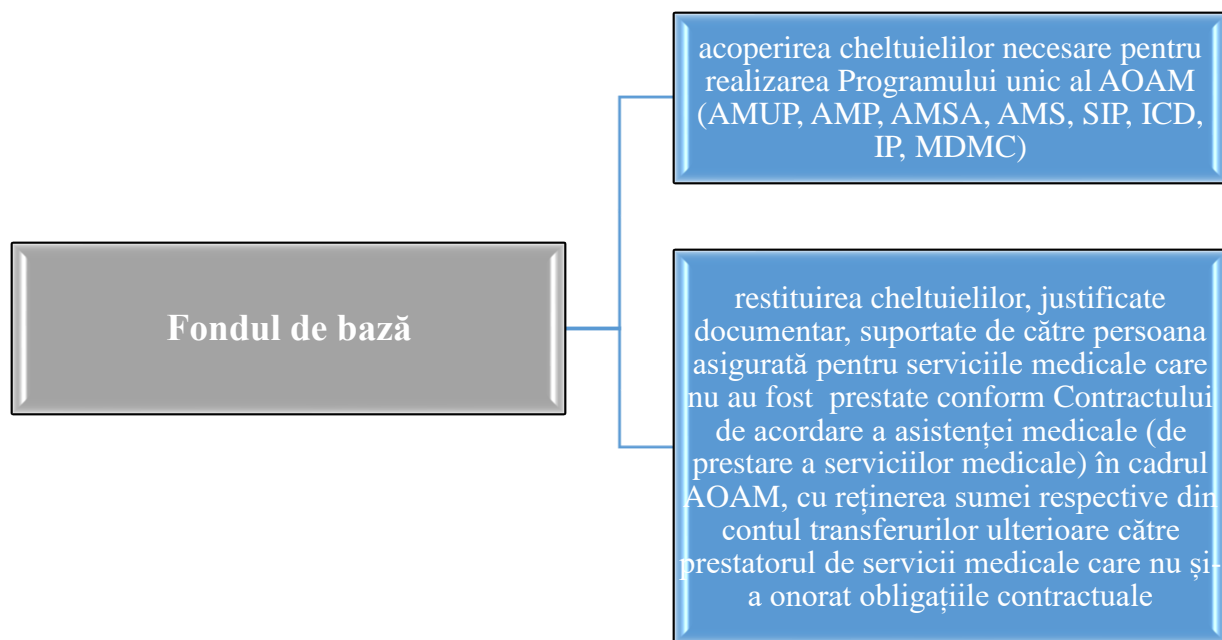 acoperirea cheltuielilor necesare pentru
realizarea Programului unic al AOAM
(AMUP, AMP, AMSA, AMS, SIP, ICD,
IP, MDMC)
Fondul de bază
restituirea cheltuielilor, justificate
documentar, suportate de către persoana
asigurată pentru serviciile medicale care
nu au fost prestate conform Contractului
de acordare a asistenței medicale (de
prestare a serviciilor medicale) în cadrul
AOAM, cu reținerea sumei respective din
contul transferurilor ulterioare către
prestatorul de servicii medicale care nu și-
a onorat obligațiile contractuale